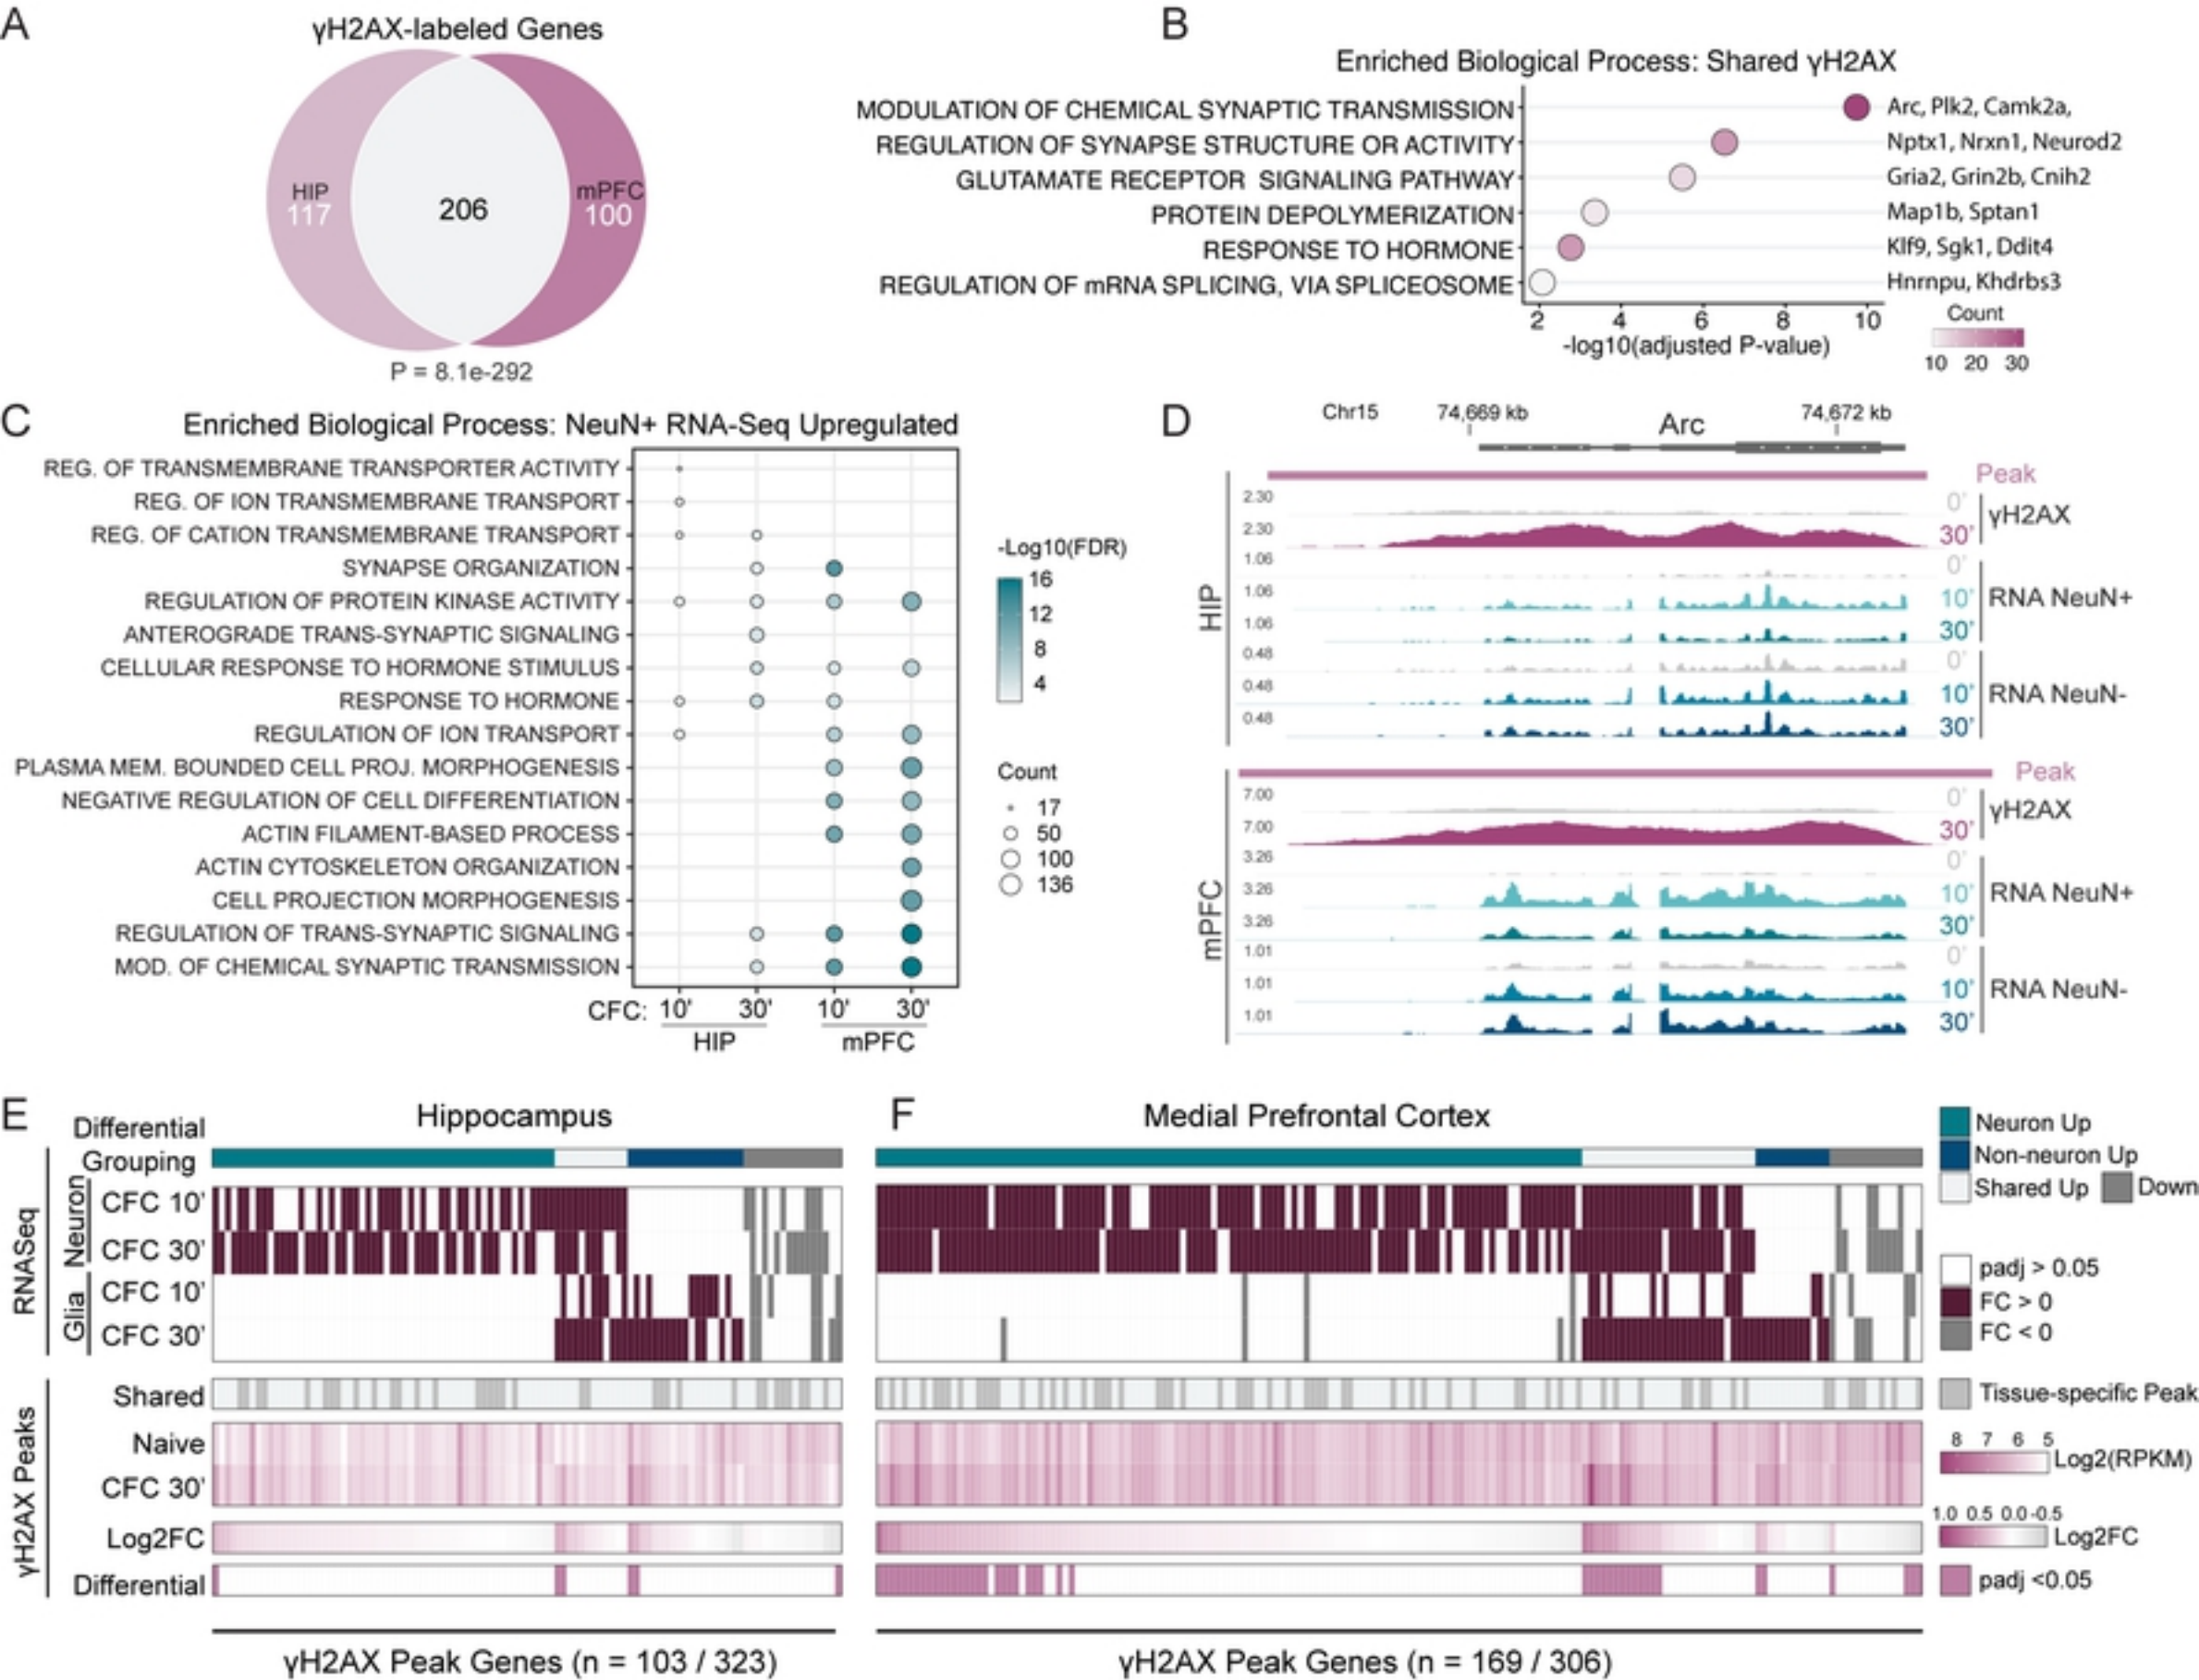 A
γH2AX-labeled Genes
HIP
117
206
mPFC
100
P = 8.1e-292
B
Enriched Biological Process: Shared γH2AX
MODULATION OF CHEMICAL SYNAPTIC TRANSMISSION
Arc, Plk2, Camk2a,
REGULATION OF SYNAPSE STRUCTURE OR ACTIVITY
Nptx1, Nrxn1, Neurod2
GLUTAMATE RECEPTOR SIGNALING PATHWAY
Gria2, Grin2b, Cnih2
PROTEIN DEPOLYMERIZATION
Map1b, Sptan1
RESPONSE TO HORMONE
Klf9, Sgk1, Ddit4
REGULATION OF mRNA SPLICING, VIA SPLICEOSOME
Hnrnpu, Khdrbs3
2 4 6 8 10
-log10(adjusted P-value)
Count
10 20 30
C
Enriched Biological Process: NeuN+ RNA-Seq Upregulated
REG. OF TRANSMEMBRANE TRANSPORTER ACTIVITY
REG. OF ION TRANSMEMBRANE TRANSPORT
REG. OF CATION TRANSMEMBRANE TRANSPORT
SYNAPSE ORGANIZATION
REGULATION OF PROTEIN KINASE ACTIVITY
ANTEROGRADE TRANS-SYNAPTIC SIGNALING
CELLULAR RESPONSE TO HORMONE STIMULUS
RESPONSE TO HORMONE
REGULATION OF ION TRANSPORT
PLASMA MEM. BOUNDED CELL PROJ. MORPHOGENESIS
NEGATIVE REGULATION OF CELL DIFFERENTIATION
ACTIN FILAMENT-BASED PROCESS
ACTIN CYTOSKELETON ORGANIZATION
CELL PROJECTION MORPHOGENESIS
REGULATION OF TRANS-SYNAPTIC SIGNALING
MOD. OF CHEMICAL SYNAPTIC TRANSMISSION
CFC: 10' 30' 10' 30'
HIP mPFC
-Log10(FDR)
16
12
8
4
Count
17
50
100
136
D
Chr15 74,669 kb 74,672 kb
Arc
HIP
Peak
2.30 0'
γH2AX
2.30 30'
1.06 0'
1.06 10' RNA NeuN+
1.06 30'
0.48 0'
0.48 10' RNA NeuN-
0.48 30'
mPFC
Peak
7.00 0'
γH2AX
7.00 30'
3.26 0'
3.26 10' RNA NeuN+
3.26 30'
1.01 0'
1.01 10' RNA NeuN-
1.01 30'
E
Hippocampus
Differential
Grouping
RNASeq
Neuron
CFC 10'
CFC 30'
Glia
CFC 10'
CFC 30'
γH2AX Peaks
Shared
Naive
CFC 30'
Log2FC
Differential
γH2AX Peak Genes (n = 103 / 323)
F
Medial Prefrontal Cortex
γH2AX Peak Genes (n = 169 / 306)
Neuron Up
Non-neuron Up
Shared Up Down
padj > 0.05
FC > 0
FC < 0
Tissue-specific Peak
8 7 6 5
Log2(RPKM)
1.0 0.5 0.0 -0.5
Log2FC
padj <0.05